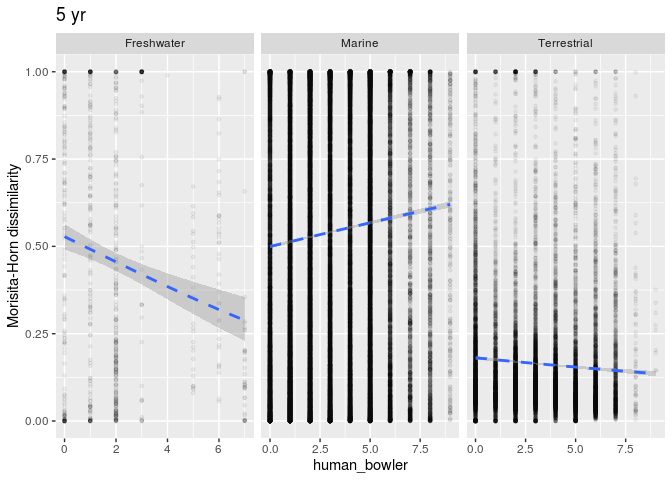 5 yr
Freshwater
Marine
Terrestrial
Morisita-Horn dissimilarity
1.00
0.75
0.50
0.25
0.00
0 2 4 6
0.0 2.5 5.0 7.5
0.0 2.5 5.0 7.5
human_bowler